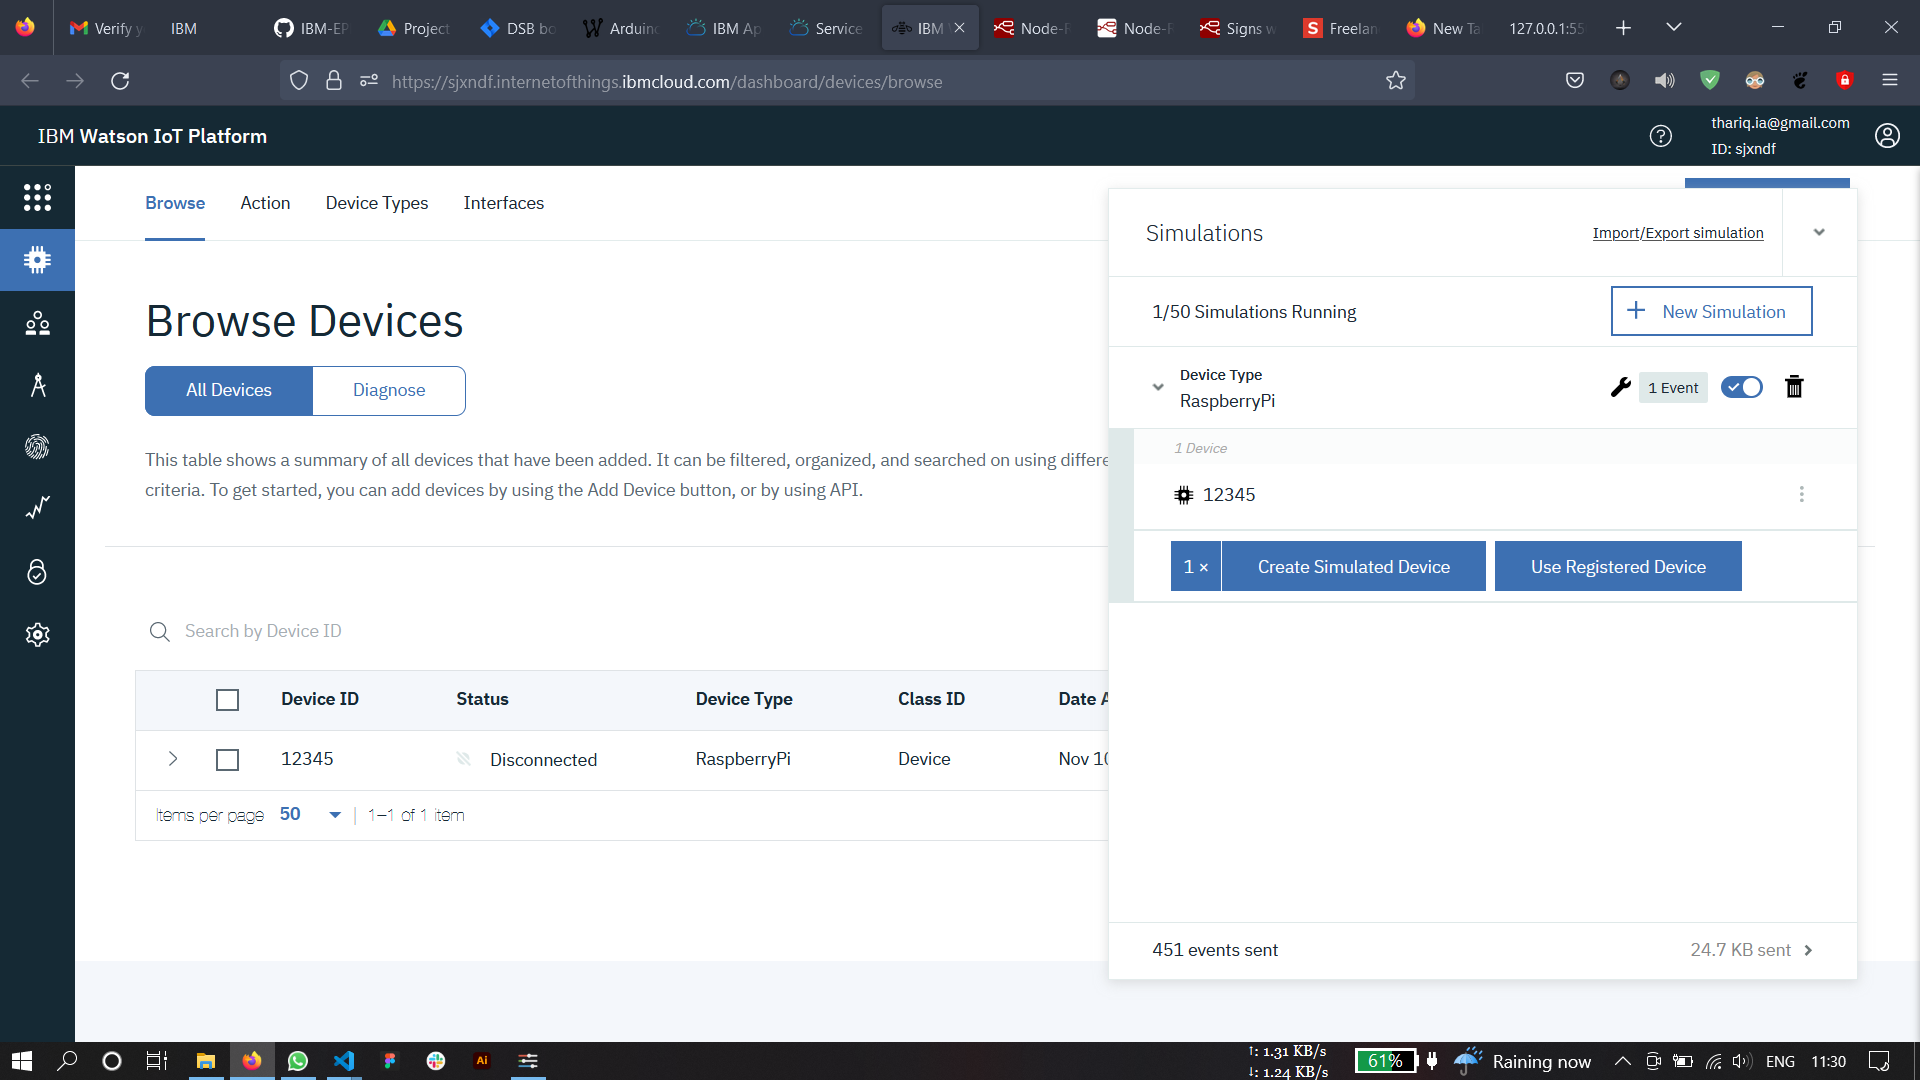 Verify y
IBM
IBM-EP
Project
DSB bo
Arduino
IBM Ap
Service
IBM W
Node-R
Node-R
Signs w
S Freelan
New Ta
127.0.0.1:55
https://sjxndf.internetofthings.ibmcloud.com/dashboard/devices/browse
IBM Watson IoT Platform
thariq.ia@gmail.com
ID: sjxndf
Browse Action Device Types Interfaces
Browse Devices
All Devices Diagnose
This table shows a summary of all devices that have been added. It can be filtered, organized, and searched on using differe
criteria. To get started, you can add devices by using the Add Device button, or by using API.
Search by Device ID
Device ID Status Device Type Class ID Date A
12345 Disconnected RaspberryPi Device Nov 10
Items per page 50 | 1–1 of 1 item
Simulations
Import/Export simulation
1/50 Simulations Running
+ New Simulation
Device Type
RaspberryPi
1 Event
1 Device
12345
1 × Create Simulated Device Use Registered Device
451 events sent
24.7 KB sent
↑: 1.31 KB/s
↓: 1.24 KB/s
61%
Raining now
ENG
11:30
Ai